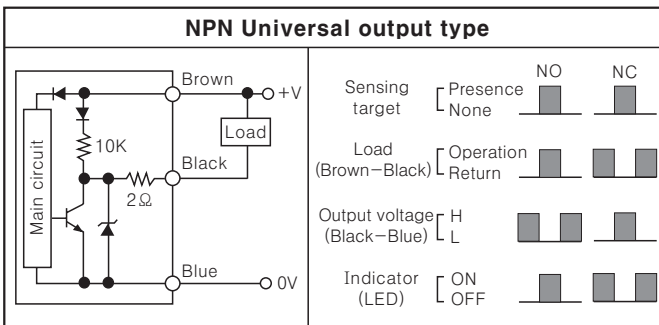 NPN Universal output type
Brown
+V
Load
10K
Black
2Ω
Main circuit
Blue
0V
NO NC
Sensing target Presence None
Load (Brown−Black) Operation Return
Output voltage (Black−Blue) H L
Indicator (LED) ON OFF